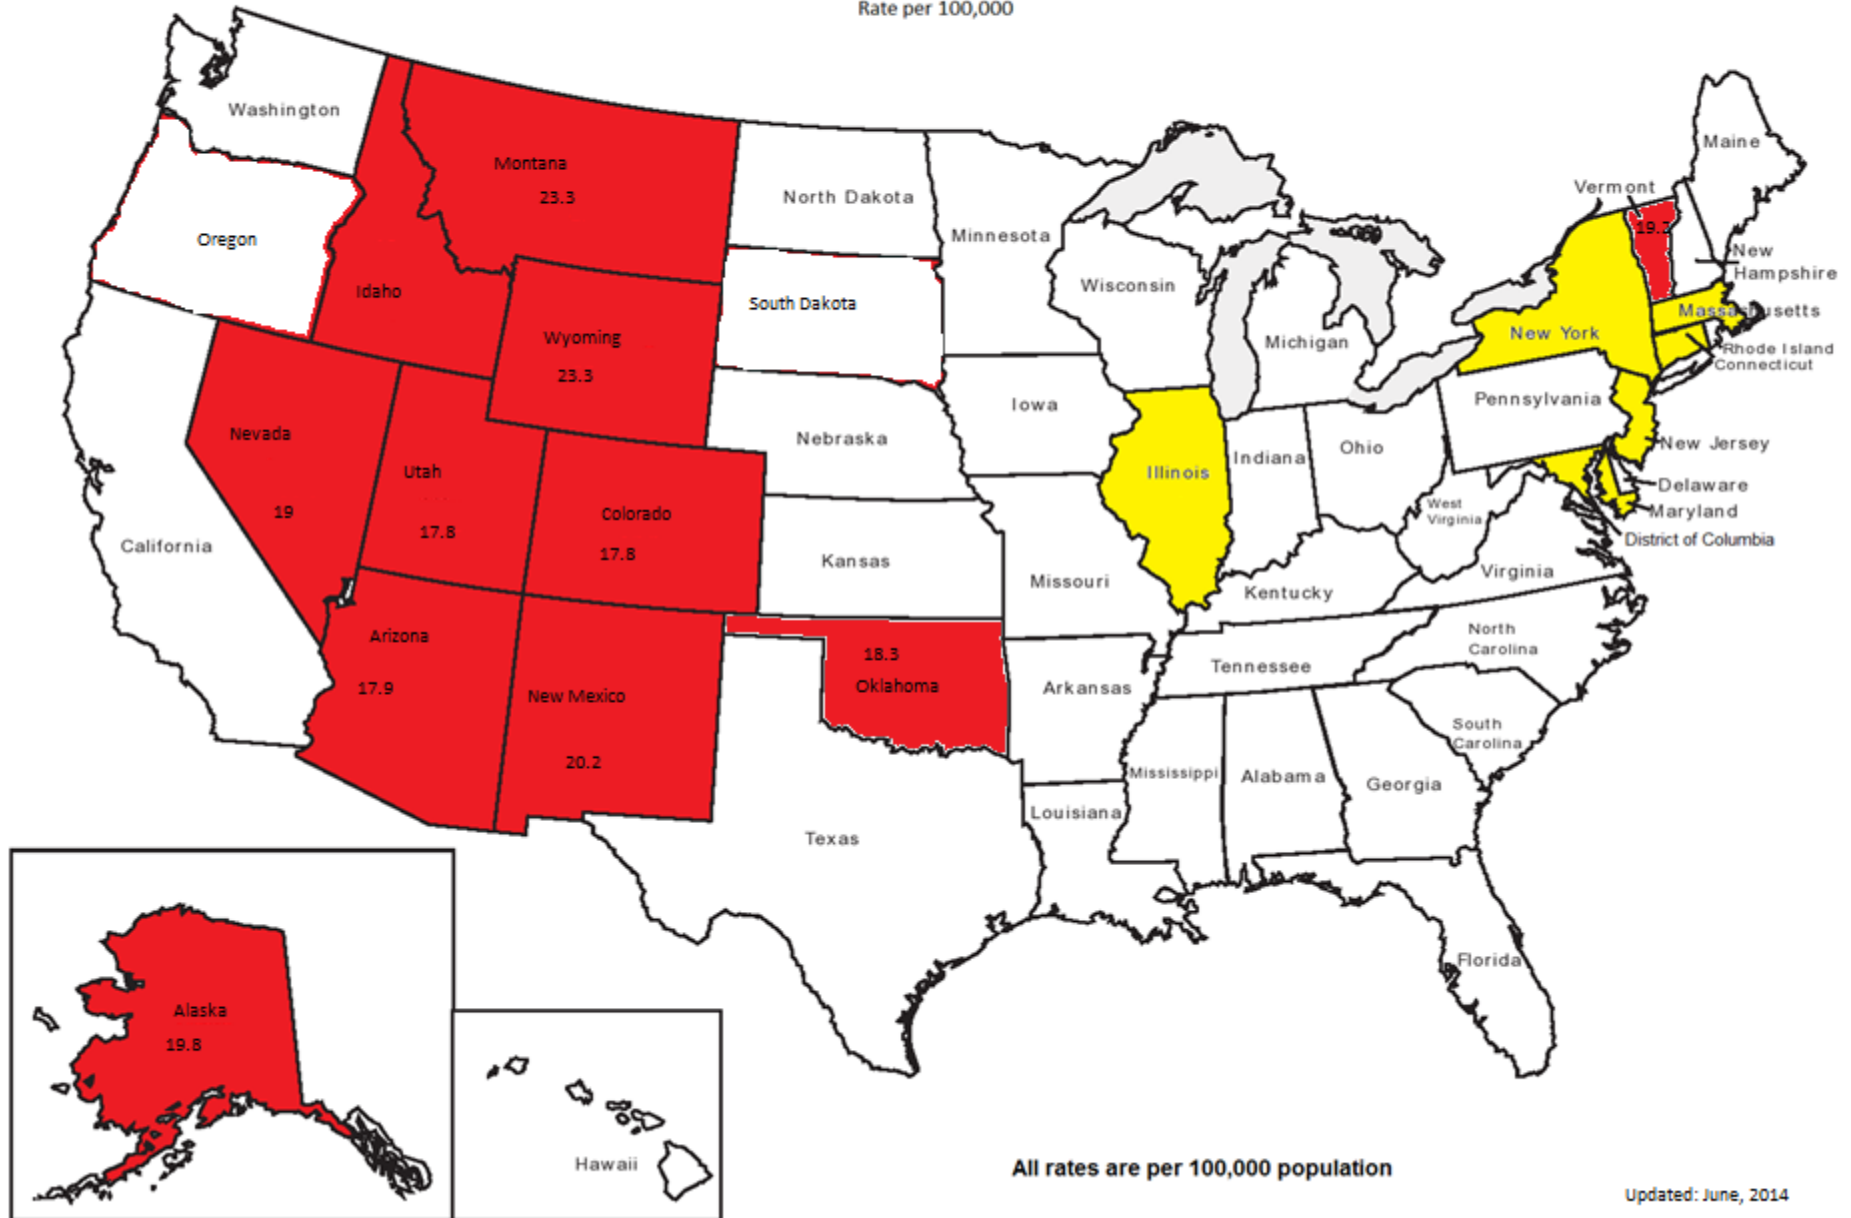 Rate per 100,000
Washington
Oregon
California
Nevada
19
Idaho
Montana
23.3
Wyoming
23.3
Utah
17.8
Colorado
17.8
Arizona
17.9
New Mexico
20.2
North Dakota
South Dakota
Nebraska
Kansas
18.3
Oklahoma
Texas
Minnesota
Iowa
Missouri
Arkansas
Louisiana
Wisconsin
Illinois
Michigan
Indiana
Ohio
Kentucky
Tennessee
Mississippi
Alabama
Georgia
Florida
South
Carolina
North
Carolina
Virginia
West
Virginia
Pennsylvania
New York
Vermont
19.2
Maine
New
Hampshire
Massachusetts
Rhode Island
Connecticut
New Jersey
Delaware
Maryland
District of Columbia
Alaska
19.8
Hawaii
All rates are per 100,000 population
Updated: June, 2014